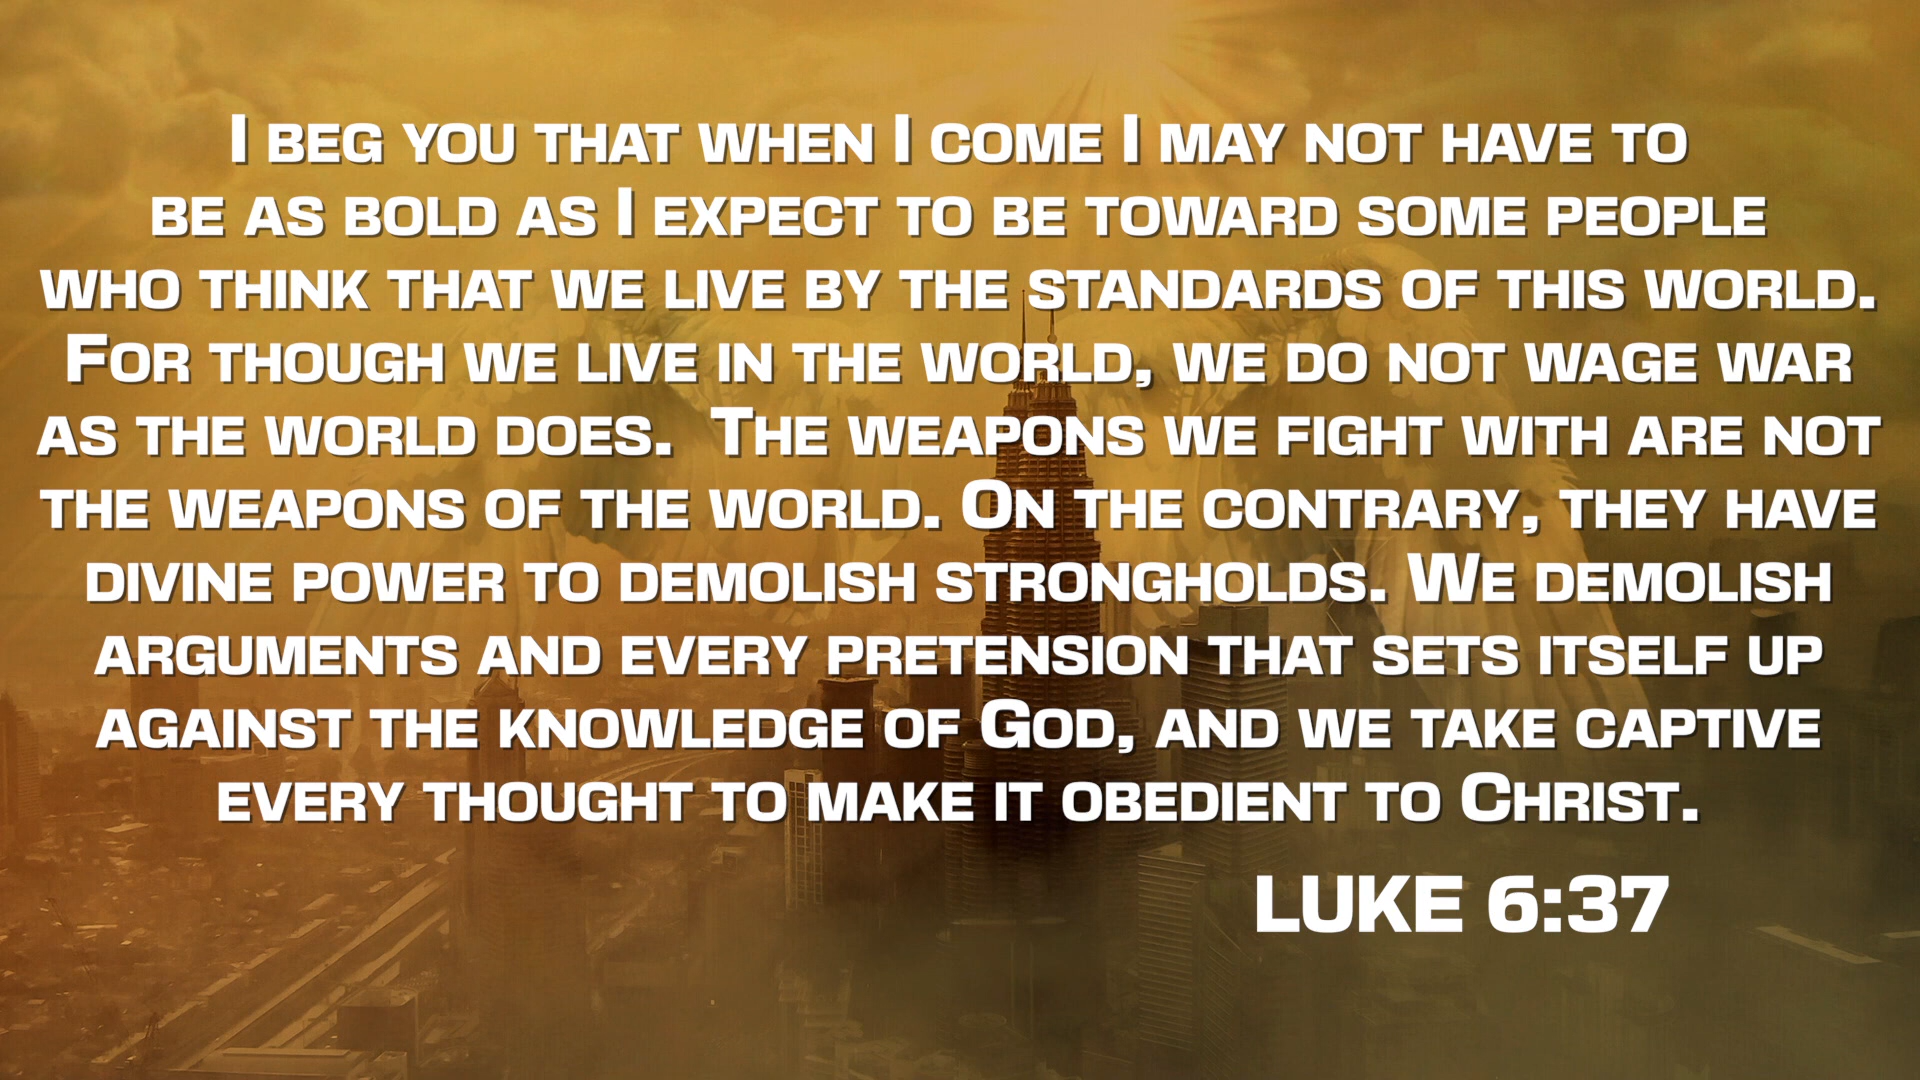 I beg you that when I come I may not have to
be as bold as I expect to be toward some people
who think that we live by the standards of this world.
For though we live in the world, we do not wage war
as the world does.  The weapons we fight with are not
the weapons of the world. On the contrary, they have
divine power to demolish strongholds. We demolish
arguments and every pretension that sets itself up
against the knowledge of God, and we take captive
every thought to make it obedient to Christ.
LUKE 6:37